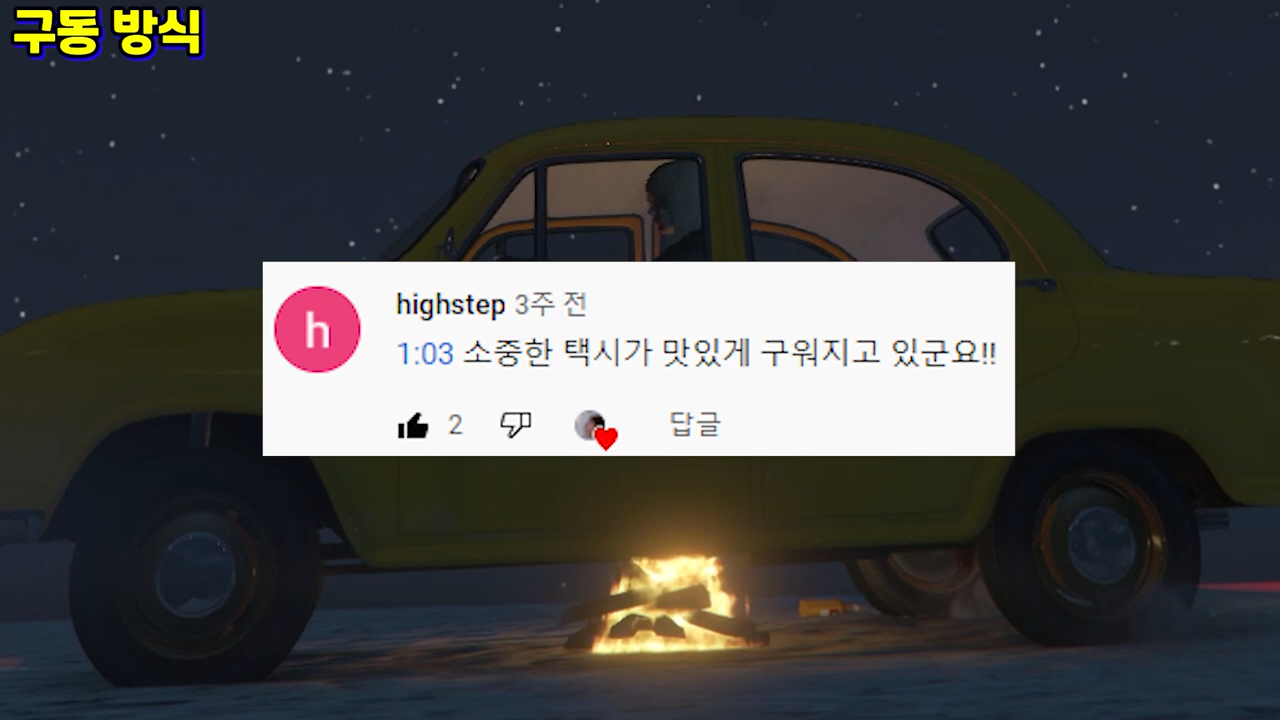 구동 방식
h
highstep 3주 전
1:03 소중한 택시가 맛있게 구워지고 있군요!!
2
답글